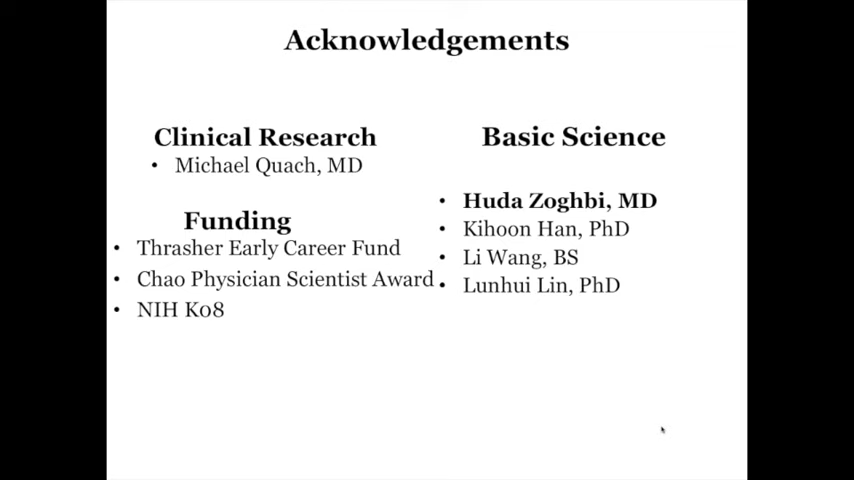 Acknowledgements
Clinical Research
• Michael Quach, MD
Funding
• Thrasher Early Career Fund
• Chao Physician Scientist Award
• NIH K08
Basic Science
• Huda Zoghbi, MD
• Kihoon Han, PhD
• Li Wang, BS
• Lunhui Lin, PhD